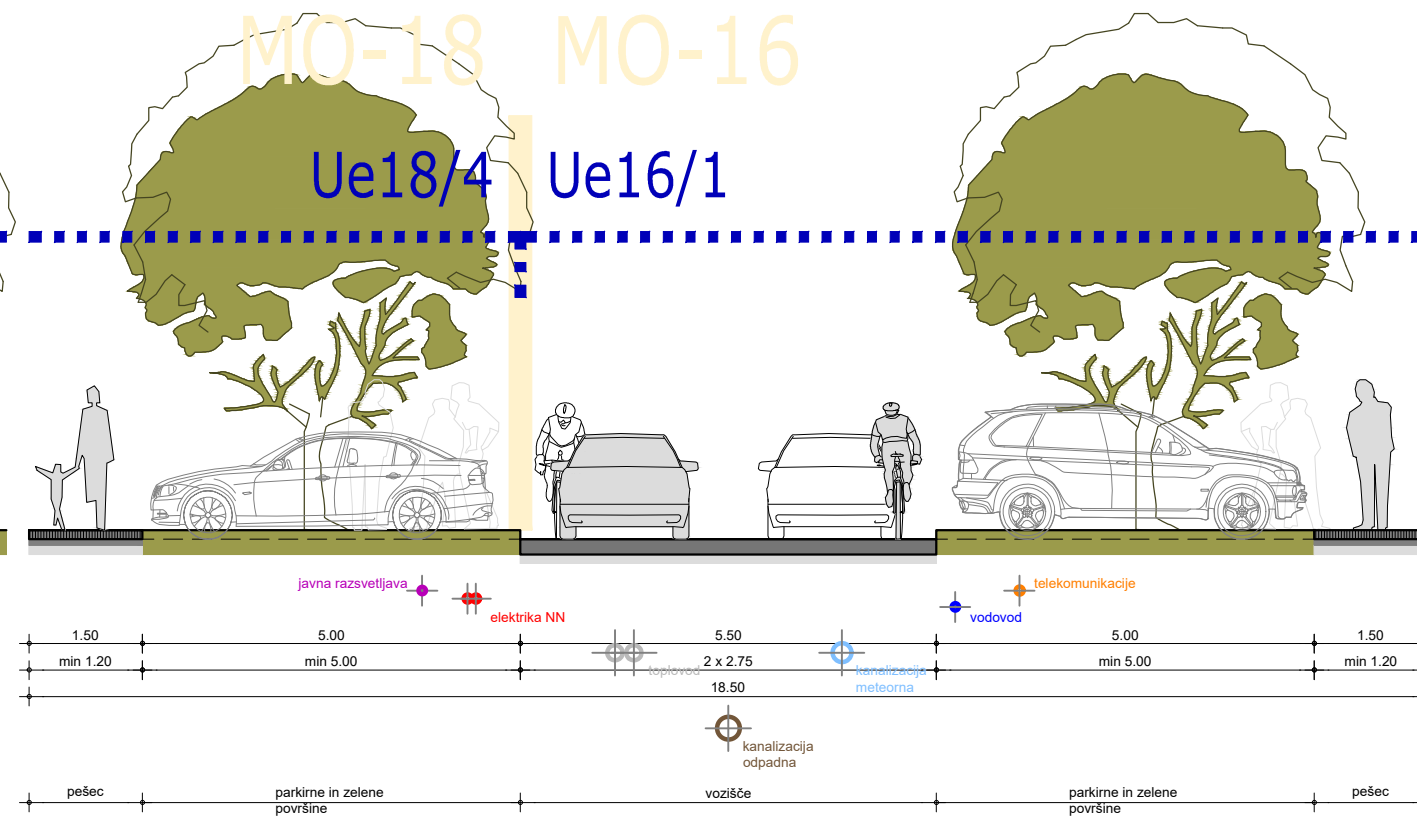 MO-18 MO-16
Ue18/4 Ue16/1
javna razsvetljava
telekomunikacije
elektrika NN
vodovod
1.50 5.00 5.50 5.00 1.50
min 1.20 min 5.00 2 x 2.75 min 5.00 min 1.20
toplovod
kanalizacija
meteorna
18.50
kanalizacija
odpadna
pešec parkirne in zelene vozišče parkirne in zelene pešec
površine površine